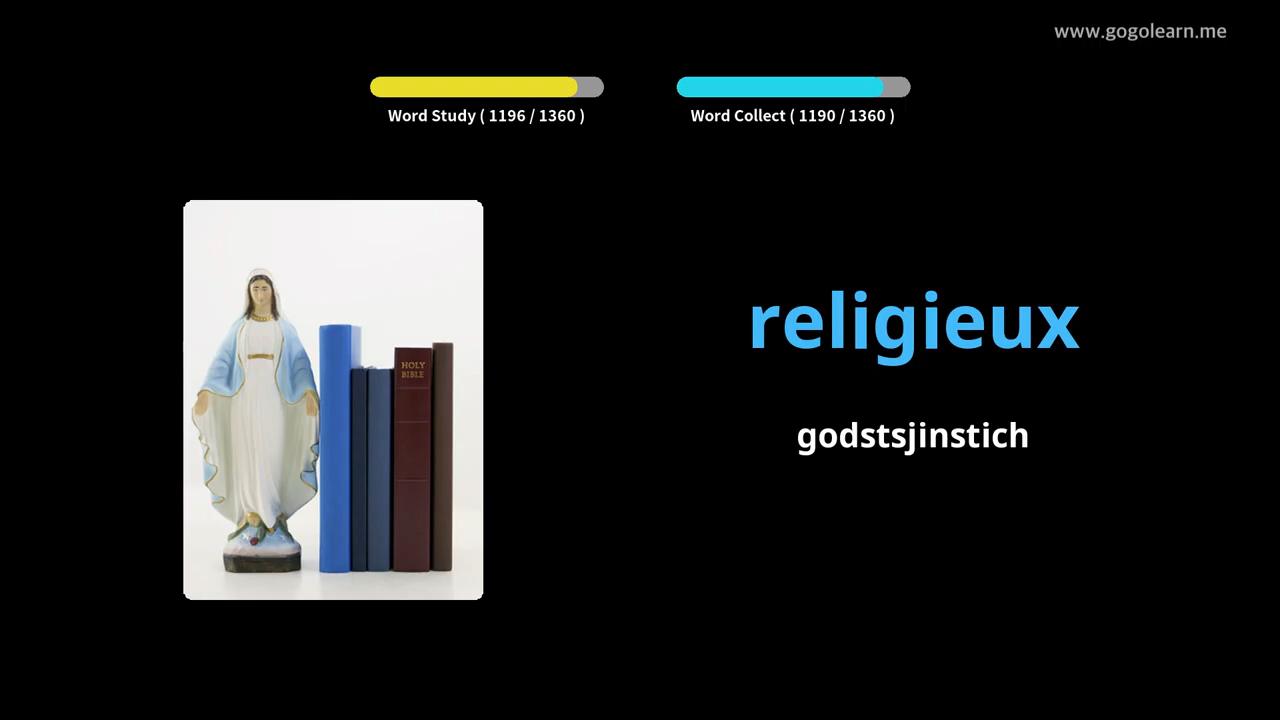 www.gogolearn.me
Word Study ( 1196 / 1360 )
Word Collect ( 1190 / 1360 )
religieux
godstsjinstich
HOLY
BIBLE